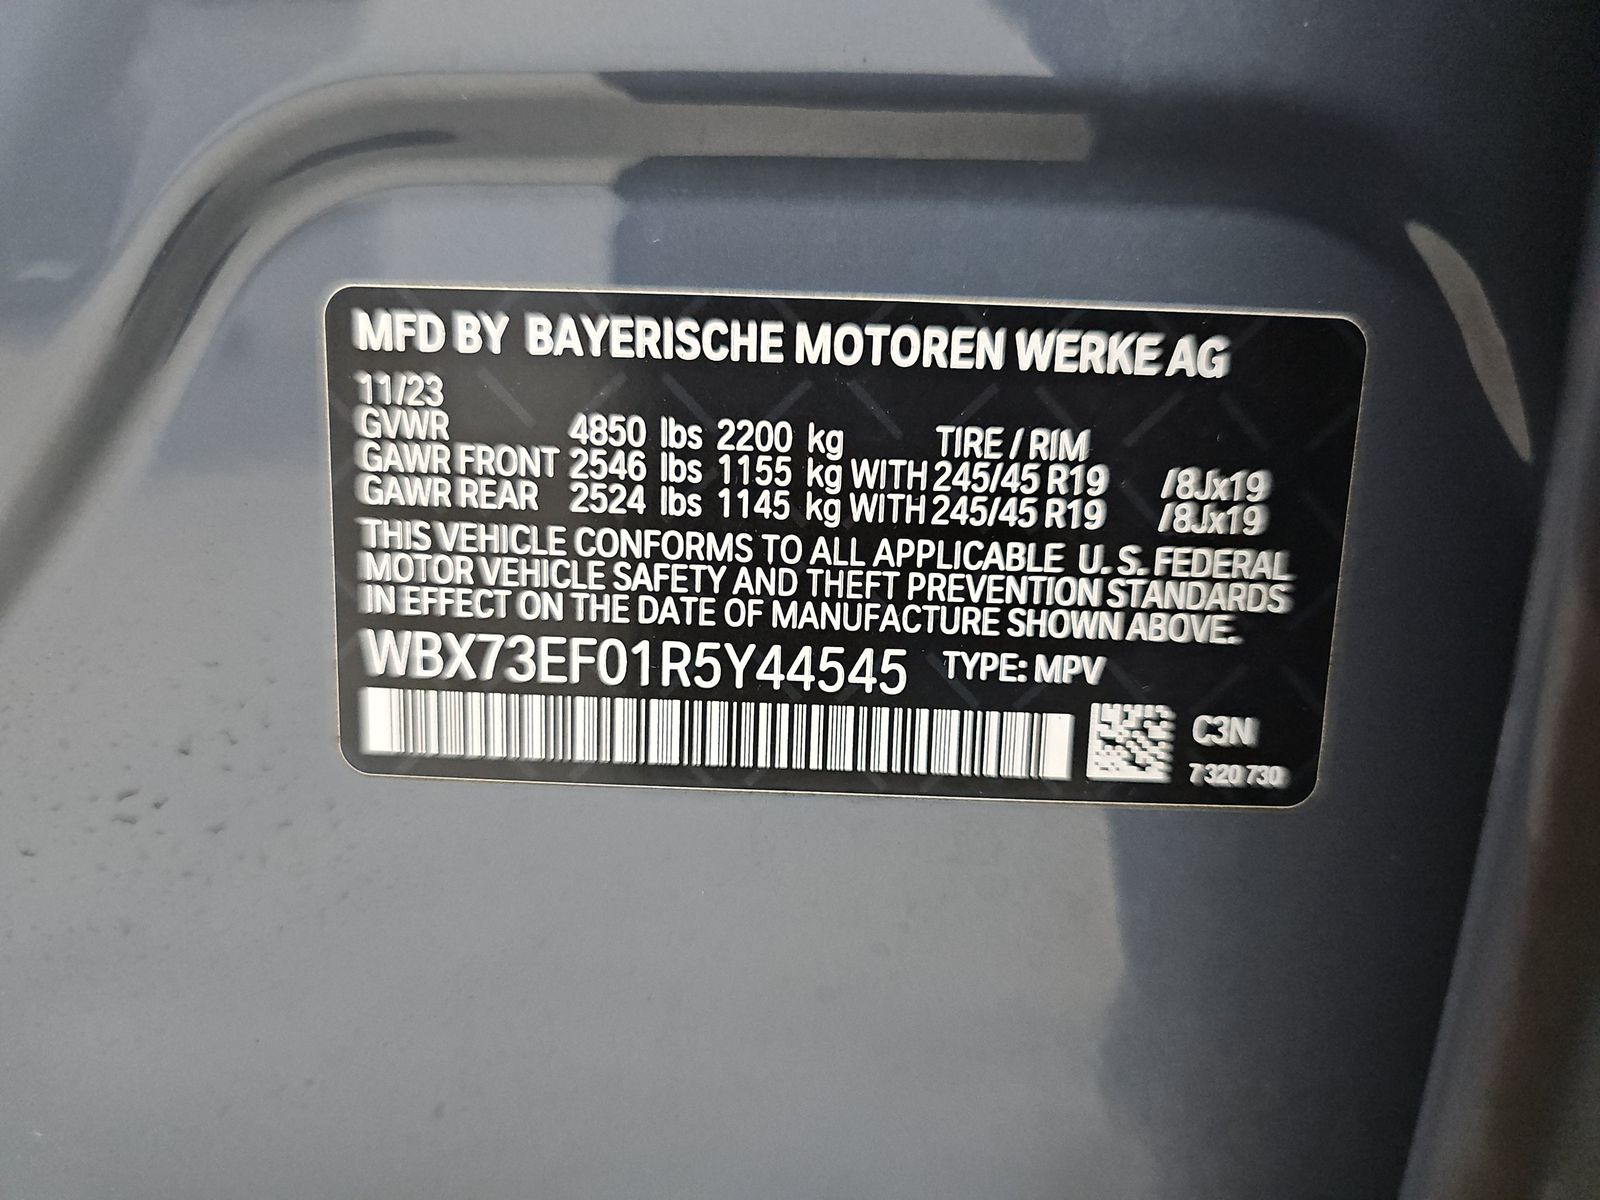 MFD BY BAYERISCHE MOTOREN WERKE AG
11/23
GVWR 4850 lbs 2200 kg TIRE / RIM
GAWR FRONT 2546 lbs 1155 kg WITH 245/45 R19 /8Jx19
GAWR REAR 2524 lbs 1145 kg WITH 245/45 R19 /8Jx19
THIS VEHICLE CONFORMS TO ALL APPLICABLE U. S. FEDERAL
MOTOR VEHICLE SAFETY AND THEFT PREVENTION STANDARDS
IN EFFECT ON THE DATE OF MANUFACTURE SHOWN ABOVE.
WBX73EF01R5Y44545 TYPE: MPV
C3N
7 320 730